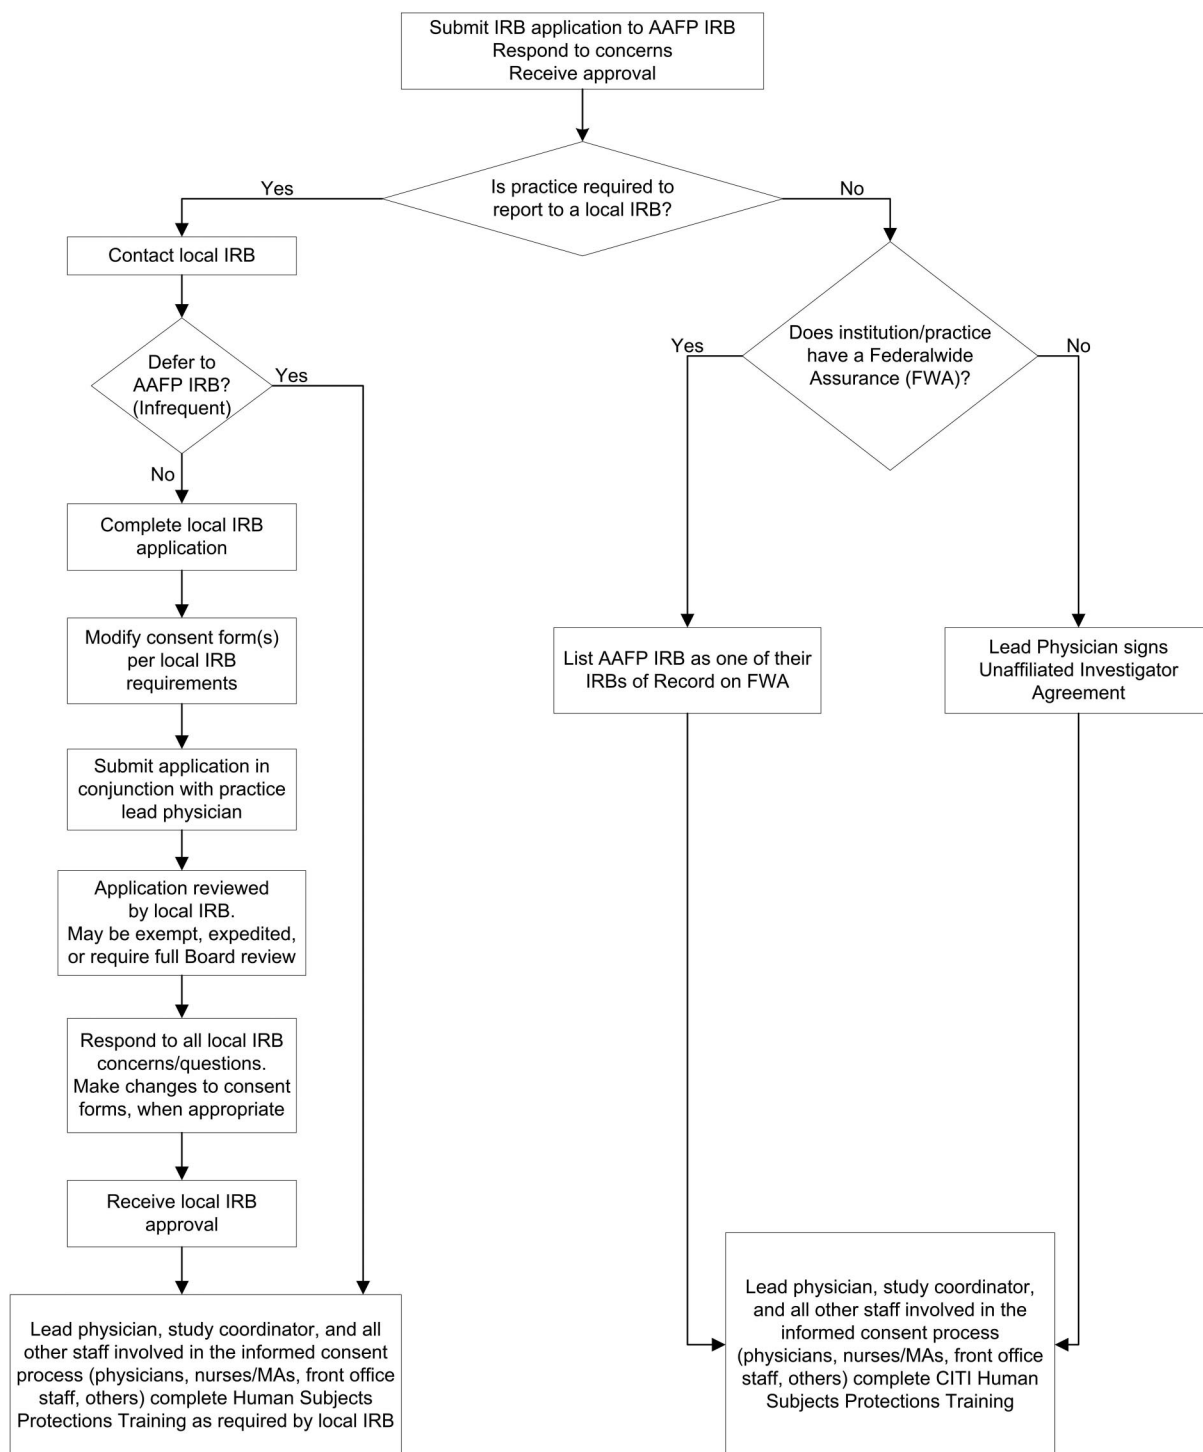 Submit IRB application to AAFP IRB
Respond to concerns
Receive approval
Is practice required to
report to a local IRB?
Yes
No
Contact local IRB
Defer to
AAFP IRB?
(Infrequent)
Yes
No
Does institution/practice
have a Federalwide
Assurance (FWA)?
Yes
No
Complete local IRB
application
Modify consent form(s)
per local IRB
requirements
Submit application in
conjunction with practice
lead physician
Application reviewed
by local IRB.
May be exempt, expedited,
or require full Board review
Respond to all local IRB
concerns/questions.
Make changes to consent
forms, when appropriate
Receive local IRB
approval
Lead physician, study coordinator, and all
other staff involved in the informed consent
process (physicians, nurses/MAs, front office
staff, others) complete Human Subjects
Protections Training as required by local IRB
List AAFP IRB as one of their
IRBs of Record on FWA
Lead Physician signs
Unaffiliated Investigator
Agreement
Lead physician, study coordinator,
and all other staff involved in the
informed consent process
(physicians, nurses/MAs, front office
staff, others) complete CITI Human
Subjects Protections Training